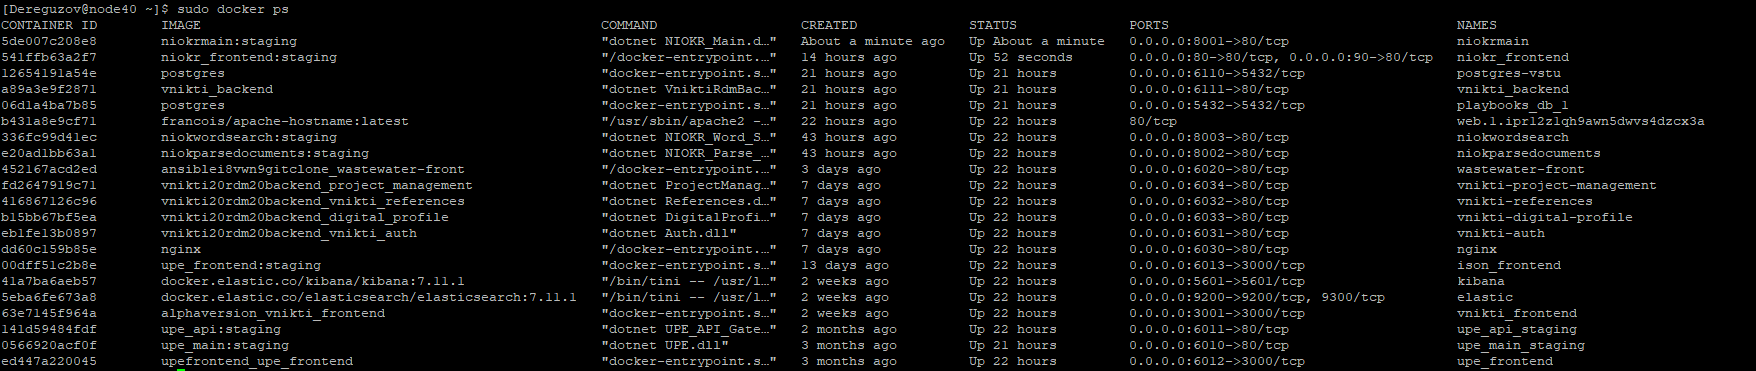 [Dereguzov@node40 ~]$ sudo docker ps
CONTAINER ID IMAGE COMMAND CREATED STATUS PORTS NAMES
5de007c208e8 niokrmain:staging "dotnet NIOKR_Main.d…" About a minute ago Up About a minute 0.0.0.0:8001->80/tcp niokrmain
541ffb63a2f7 niokr_frontend:staging "/docker-entrypoint.…" 14 hours ago Up 52 seconds 0.0.0.0:80->80/tcp, 0.0.0.0:90->80/tcp niokr_frontend
12654191a54e postgres "docker-entrypoint.s…" 21 hours ago Up 21 hours 0.0.0.0:6110->5432/tcp postgres-vstu
a89a3e9f2871 vnikti_backend "dotnet VniktiRdmBac…" 21 hours ago Up 21 hours 0.0.0.0:6111->80/tcp vnikti_backend
06d1a4ba7b85 postgres "docker-entrypoint.s…" 21 hours ago Up 21 hours 0.0.0.0:5432->5432/tcp playbooks_db_1
b431a8e9cf71 francois/apache-hostname:latest "/usr/sbin/apache2 -…" 22 hours ago Up 22 hours 80/tcp web.1.ipr12z1qh9awn5dwvs4dzcx3a
336fc99d41ec niokwordsearch:staging "dotnet NIOKR_Word_S…" 43 hours ago Up 22 hours 0.0.0.0:8003->80/tcp niokwordsearch
e20ad1bb63a1 niokparsedocuments:staging "dotnet NIOKR_Parse_…" 43 hours ago Up 22 hours 0.0.0.0:8002->80/tcp niokparsedocuments
452167acd2ed ansiblei8vwn9gitclone_wastewater-front "/docker-entrypoint.…" 3 days ago Up 22 hours 0.0.0.0:6020->80/tcp wastewater-front
fd2647919c71 vnikti20rdm20backend_project_management "dotnet ProjectManag…" 7 days ago Up 22 hours 0.0.0.0:6034->80/tcp vnikti-project-management
416867126c96 vnikti20rdm20backend_vnikti_references "dotnet References.d…" 7 days ago Up 22 hours 0.0.0.0:6032->80/tcp vnikti-references
b15bb67bf5ea vnikti20rdm20backend_digital_profile "dotnet DigitalProfi…" 7 days ago Up 22 hours 0.0.0.0:6033->80/tcp vnikti-digital-profile
eb1fe13b0897 vnikti20rdm20backend_vnikti_auth "dotnet Auth.dll" 7 days ago Up 22 hours 0.0.0.0:6031->80/tcp vnikti-auth
dd60c159b85e nginx "/docker-entrypoint.…" 7 days ago Up 22 hours 0.0.0.0:6030->80/tcp nginx
00dff51c2b8e upe_frontend:staging "docker-entrypoint.s…" 13 days ago Up 22 hours 0.0.0.0:6013->3000/tcp ison_frontend
41a7ba6aeb57 docker.elastic.co/kibana/kibana:7.11.1 "/bin/tini -- /usr/l…" 2 weeks ago Up 22 hours 0.0.0.0:5601->5601/tcp kibana
5eba6fe673a8 docker.elastic.co/elasticsearch/elasticsearch:7.11.1 "/bin/tini -- /usr/l…" 2 weeks ago Up 22 hours 0.0.0.0:9200->9200/tcp, 9300/tcp elastic
63e7145f964a alphaversion_vnikti_frontend "docker-entrypoint.s…" 2 weeks ago Up 22 hours 0.0.0.0:3001->3000/tcp vnikti_frontend
141d59484fdf upe_api:staging "dotnet UPE_API_Gate…" 2 months ago Up 22 hours 0.0.0.0:6011->80/tcp upe_api_staging
0566920acf0f upe_main:staging "dotnet UPE.dll" 3 months ago Up 21 hours 0.0.0.0:6010->80/tcp upe_main_staging
ed447a220045 upefrontend_upe_frontend "docker-entrypoint.s…" 3 months ago Up 22 hours 0.0.0.0:6012->3000/tcp upe_frontend